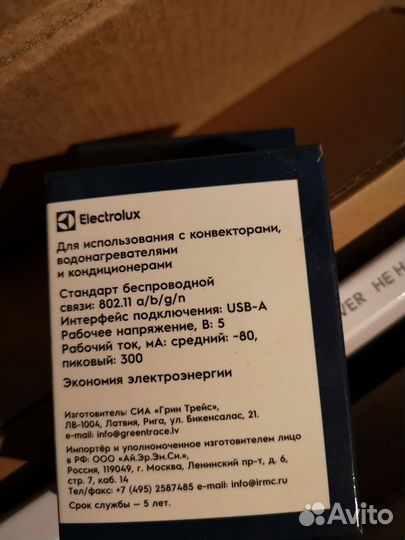 Electrolux
Для использования с конвекторами,
водонагревателями
и кондиционерами
Стандарт беспроводной
связи: 802.11 a/b/g/n
Интерфейс подключения: USB-A
Рабочее напряжение, В: 5
Рабочий ток, мА: средний: ~80,
пиковый: 300
Экономия электроэнергии
Изготовитель: СИА «Грин Трейс»,
ЛВ-1004, Латвия, Рига, ул. Бикенсалас, 21.
e-mail: info@greentrace.lv
Импортёр и уполномоченное изготовителем лицо
в РФ: ООО «Ай.Эр.Эм.Си.»,
Россия, 119049, г. Москва, Ленинский пр-т, д. 6,
стр. 7, каб. 14
Тел/факс: +7 (495) 2587485 e-mail: info@irmc.ru
Срок службы – 5 лет.
VER НЕ Н
Avito